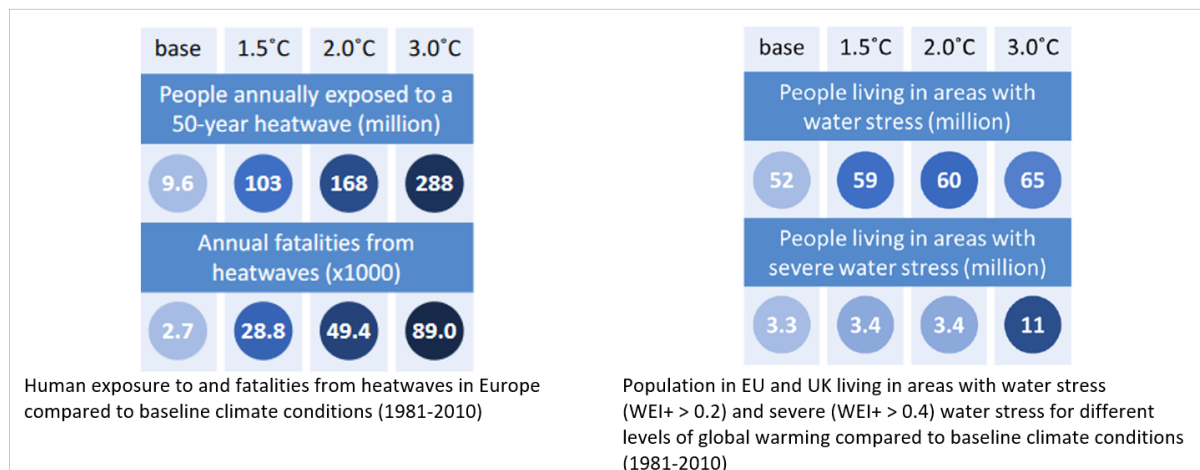 base 1.5˚C 2.0˚C 3.0˚C
People annually exposed to a
50-year heatwave (million)
9.6 103 168 288
Annual fatalities from
heatwaves (x1000)
2.7 28.8 49.4 89.0
Human exposure to and fatalities from heatwaves in Europe
compared to baseline climate conditions (1981-2010)
base 1.5˚C 2.0˚C 3.0˚C
People living in areas with
water stress (million)
52 59 60 65
People living in areas with
severe water stress (million)
3.3 3.4 3.4 11
Population in EU and UK living in areas with water stress
(WEI+ > 0.2) and severe (WEI+ > 0.4) water stress for different
levels of global warming compared to baseline climate conditions
(1981-2010)